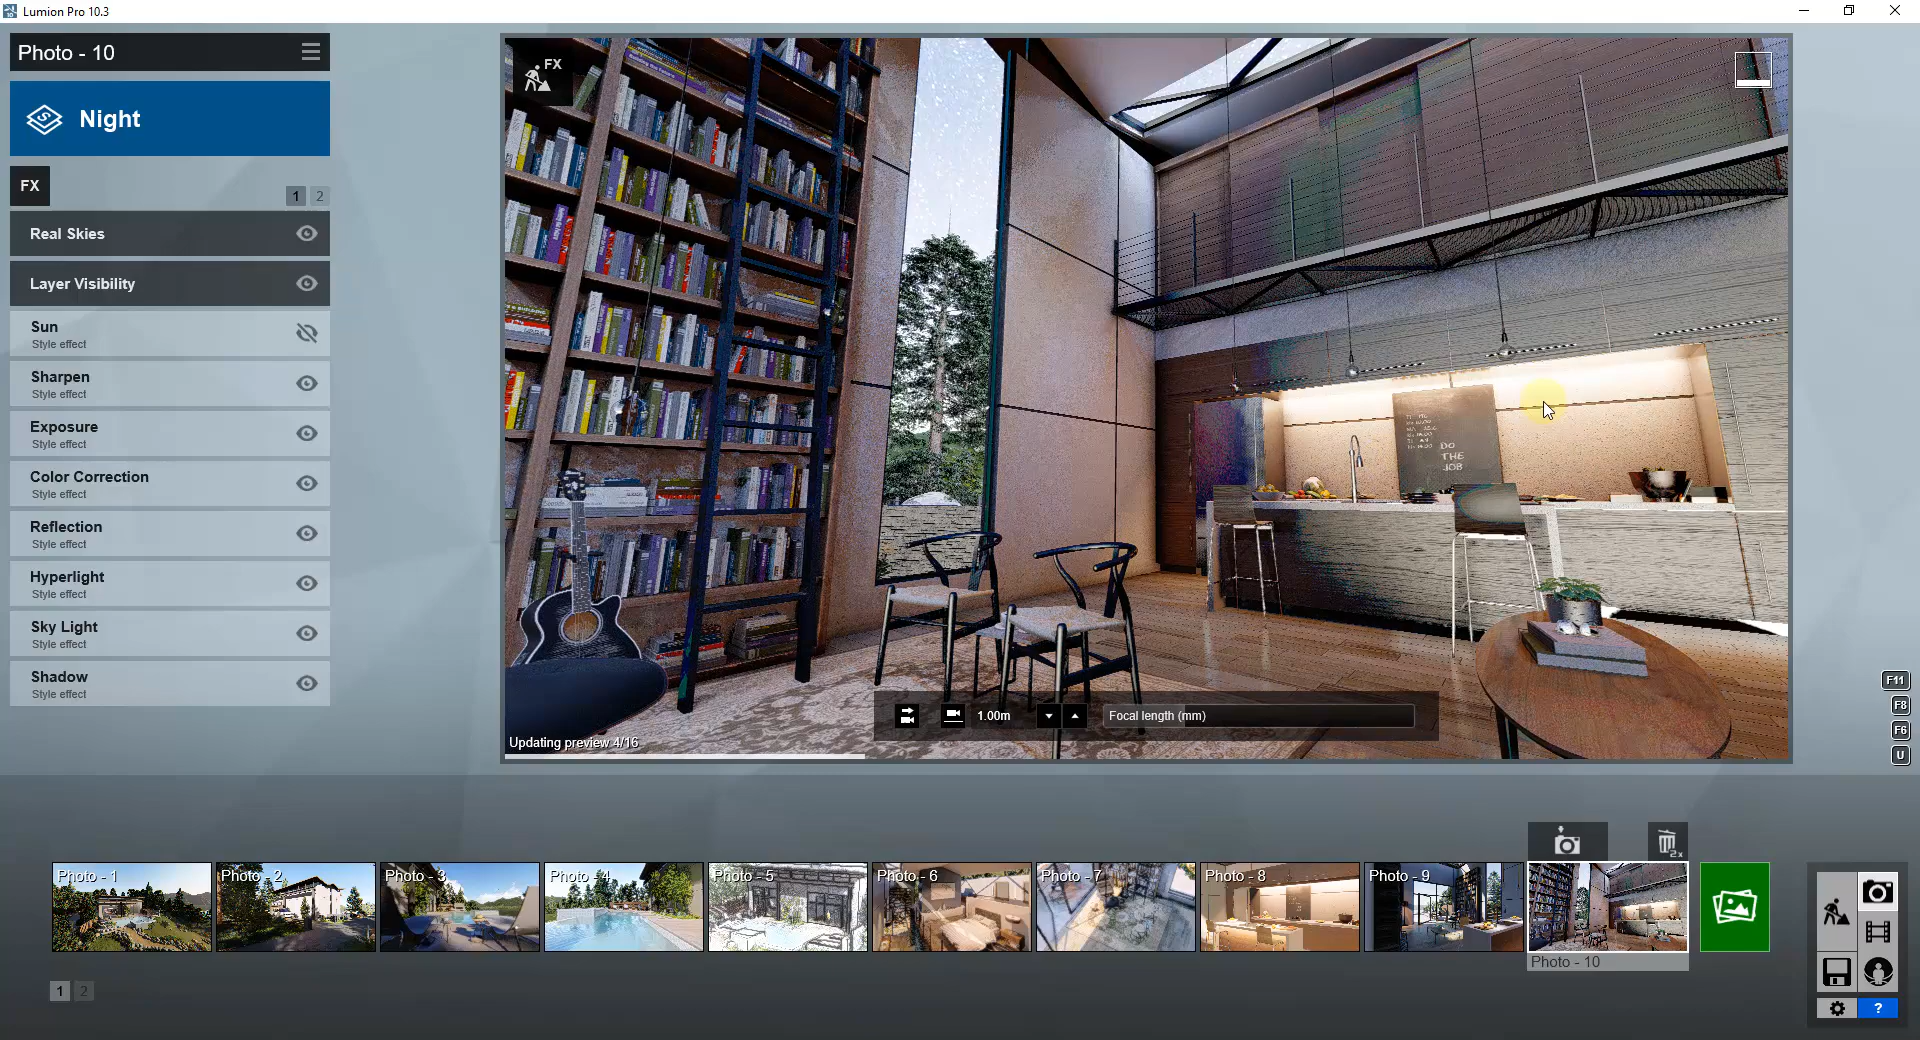 Lumion Pro 10.3
Photo - 10
Night
FX
1 2
Real Skies
Layer Visibility
Sun
Style effect
Sharpen
Style effect
Exposure
Style effect
Color Correction
Style effect
Reflection
Style effect
Hyperlight
Style effect
Sky Light
Style effect
Shadow
Style effect
FX
DO
THE
JOB
1.00m
Focal length (mm)
Updating preview 4/16
F11
F8
F6
U
2x
Photo - 1
Photo - 2
Photo - 3
Photo - 4
Photo - 5
Photo - 6
Photo - 7
Photo - 8
Photo - 9
Photo - 10
1 2
?